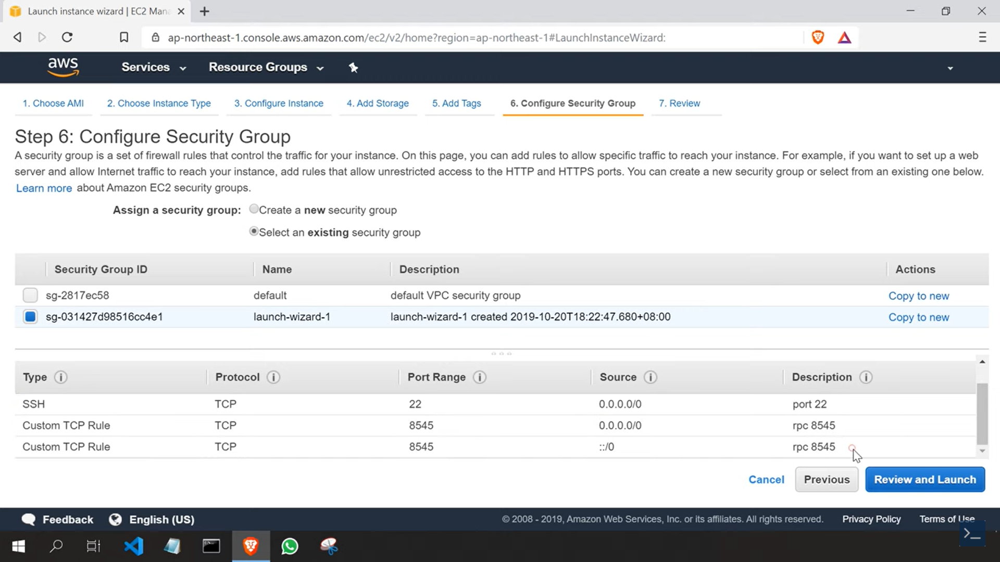 Launch instance wizard | EC2 Mana
ap-northeast-1.console.aws.amazon.com/ec2/v2/home?region=ap-northeast-1#LaunchInstanceWizard:
aws
Services
Resource Groups
1. Choose AMI
2. Choose Instance Type
3. Configure Instance
4. Add Storage
5. Add Tags
6. Configure Security Group
7. Review
Step 6: Configure Security Group
A security group is a set of firewall rules that control the traffic for your instance. On this page, you can add rules to allow specific traffic to reach your instance. For example, if you want to set up a web
server and allow Internet traffic to reach your instance, add rules that allow unrestricted access to the HTTP and HTTPS ports. You can create a new security group or select from an existing one below.
Learn more about Amazon EC2 security groups.
Assign a security group: Create a new security group
Select an existing security group
Security Group ID Name Description Actions
sg-2817ec58 default default VPC security group Copy to new
sg-031427d98516cc4e1 launch-wizard-1 launch-wizard-1 created 2019-10-20T18:22:47.680+08:00 Copy to new
Type Protocol Port Range Source Description
SSH TCP 22 0.0.0.0/0 port 22
Custom TCP Rule TCP 8545 0.0.0.0/0 rpc 8545
Custom TCP Rule TCP 8545 ::/0 rpc 8545
Cancel Previous Review and Launch
Feedback English (US) © 2008 - 2019, Amazon Web Services, Inc. or its affiliates. All rights reserved. Privacy Policy Terms of Use